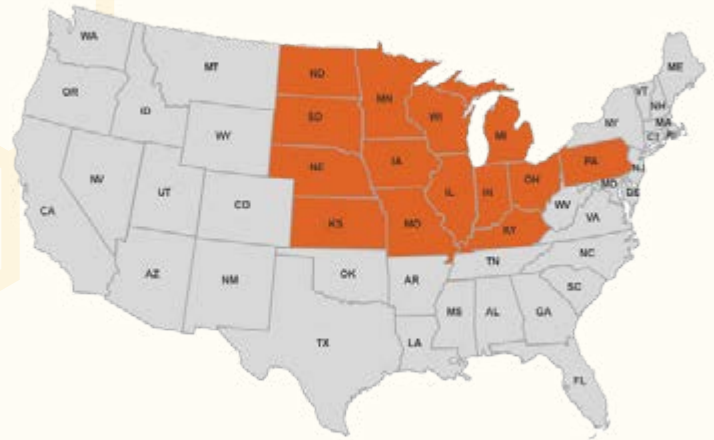 WA
MT
ND
MN
ME
OR
ID
SD
WI
MI
VT
NH
NY
MA
CT
RI
WY
NE
IA
PA
NJ
NV
UT
CO
IL
IN
OH
MD
DE
CA
KS
MO
KY
WV
VA
AZ
NM
OK
AR
TN
NC
SC
TX
LA
MS
AL
GA
FL